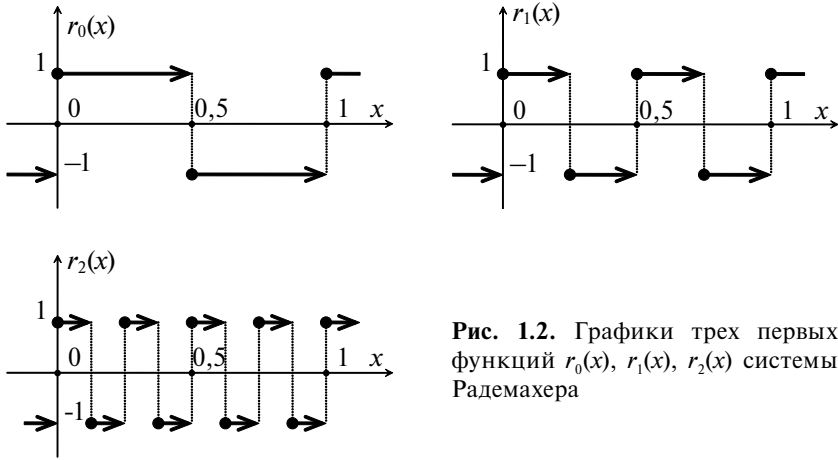 r₀(x)
1
0 0,5 1 x
–1
r₁(x)
1
0 0,5 1 x
–1
r₂(x)
1
0 0,5 1 x
-1
Рис. 1.2. Графики трех первых
функций r₀(x), r₁(x), r₂(x) системы
Радемахера